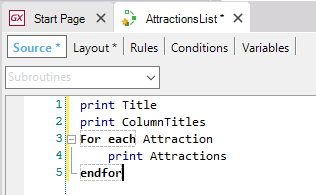 GX Start Page AttractionsList *
Source * Layout * Rules Conditions Variables
Subroutines
1 print Title
2 print ColumnTitles
3 For each Attraction
4 print Attractions
5 endfor